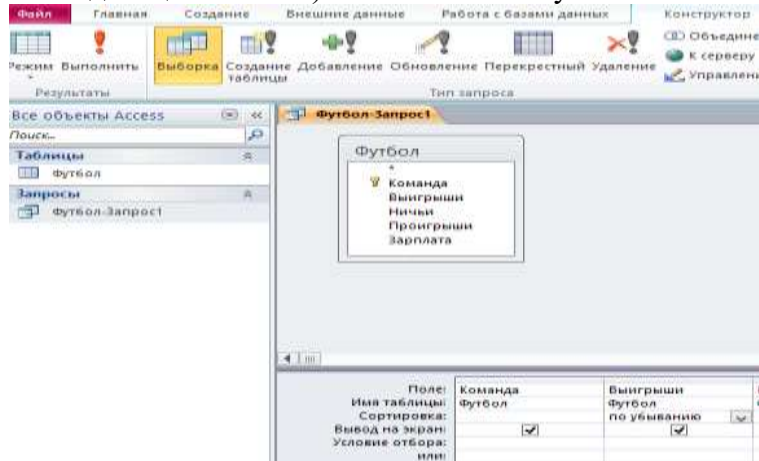 Файл Главная Создание Внешние данные Работа с базами данных Конструктор
Режим Выполнить Выборка Создание таблицы Добавление Обновление Перекрестный Удаление
Объедине
К серверу
Управлени
Результаты Тип запроса
Все объекты Access
Поиск...
Таблицы
Футбол
Запросы
Футбол-Запрос1
Футбол-Запрос1
Футбол
*
Команда
Выигрыши
Ничьи
Проигрыши
Зарплата
Поле: Команда Выигрыши
Имя таблицы: Футбол Футбол
Сортировка: по убыванию
Вывод на экран:
Условие отбора:
или: